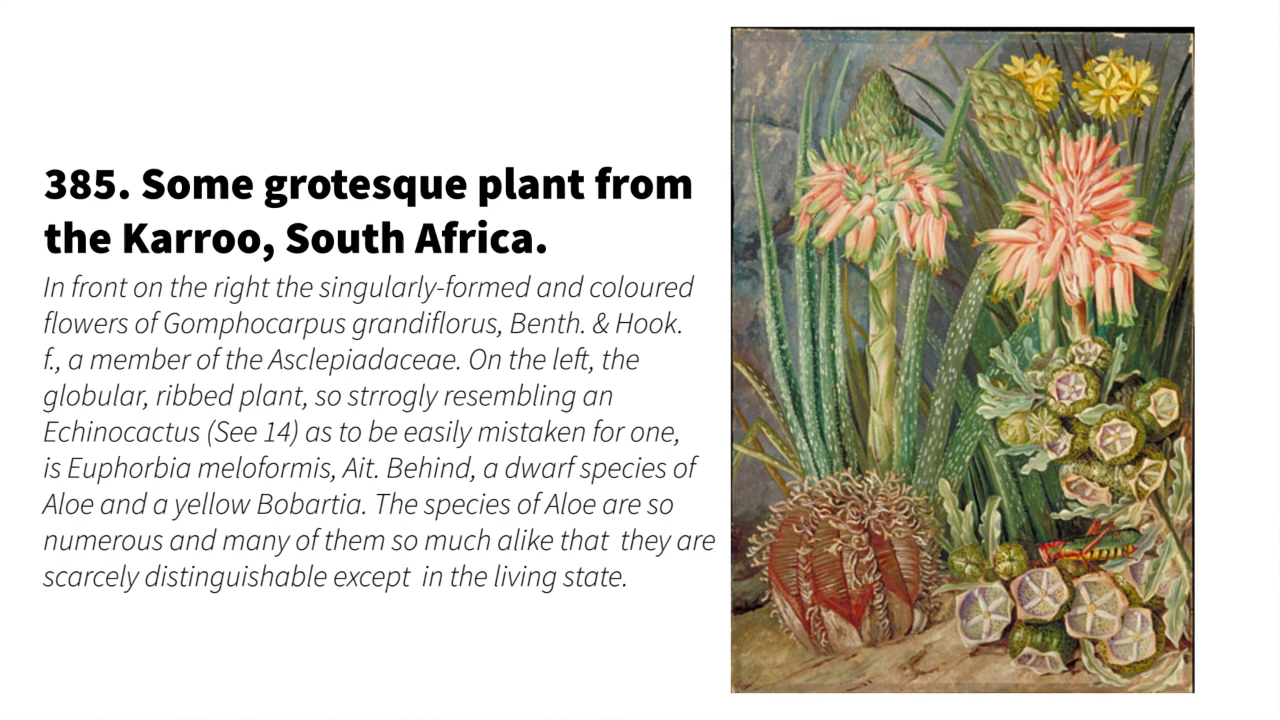 385. Some grotesque plant from
the Karroo, South Africa.
In front on the right the singularly-formed and coloured
flowers of Gomphocarpus grandiflorus, Benth. & Hook.
f., a member of the Asclepiadaceae. On the left, the
globular, ribbed plant, so strrogly resembling an
Echinocactus (See 14) as to be easily mistaken for one,
is Euphorbia meloformis, Ait. Behind, a dwarf species of
Aloe and a yellow Bobartia. The species of Aloe are so
numerous and many of them so much alike that they are
scarcely distinguishable except in the living state.